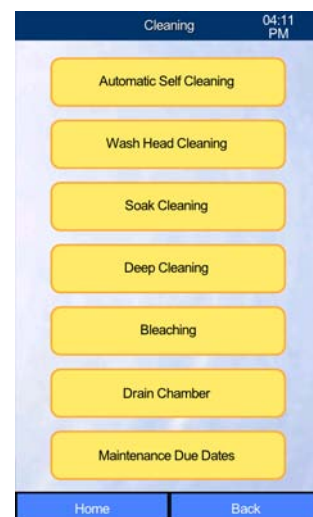 Cleaning
04:11
PM
Automatic Self Cleaning
Wash Head Cleaning
Soak Cleaning
Deep Cleaning
Bleaching
Drain Chamber
Maintenance Due Dates
Home Back